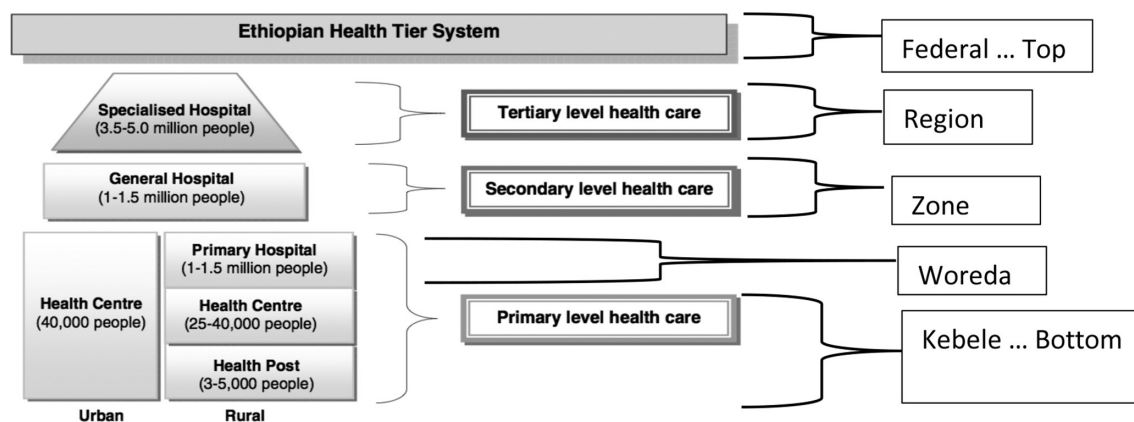 Ethiopian Health Tier System
Federal ... Top
Specialised Hospital
(3.5-5.0 million people)
Tertiary level health care
Region
General Hospital
(1-1.5 million people)
Secondary level health care
Zone
Health Centre
(40,000 people)
Primary Hospital
(1-1.5 million people)
Woreda
Health Centre
(25-40,000 people)
Health Post
(3-5,000 people)
Primary level health care
Kebele ... Bottom
Urban
Rural